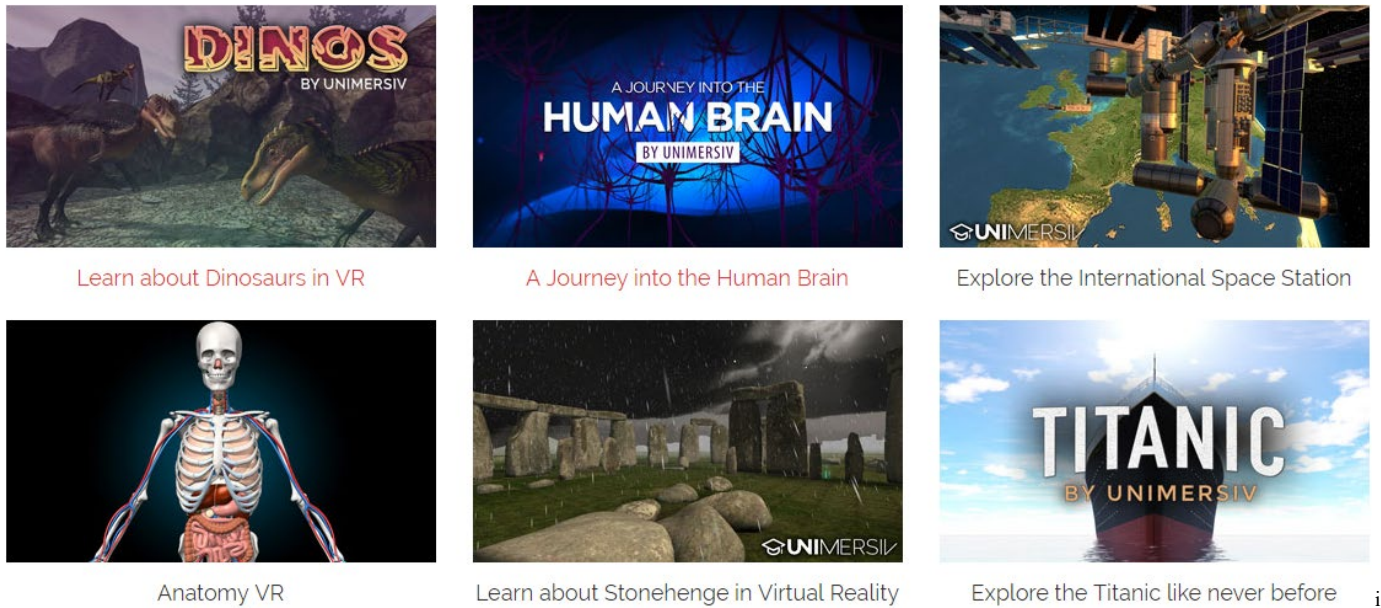 DINOS
BY UNIMERSIV
A JOURNEY INTO THE
HUMAN BRAIN
BY UNIMERSIV
UNIMERSIV
Learn about Dinosaurs in VR
A Journey into the Human Brain
Explore the International Space Station
UNIMERSIV
TITANIC
BY UNIMERSIV
Anatomy VR
Learn about Stonehenge in Virtual Reality
Explore the Titanic like never before
i